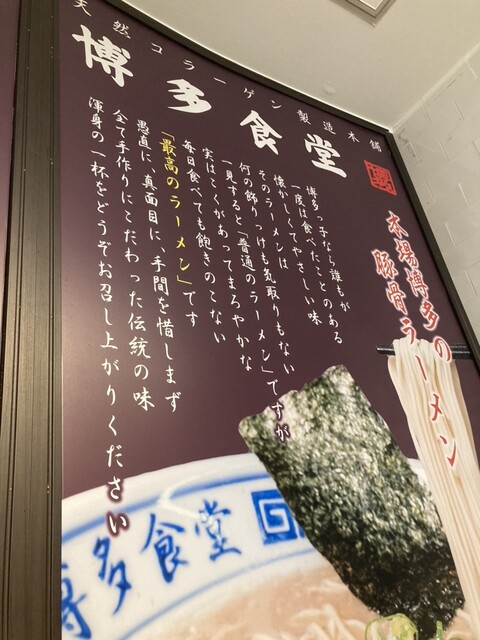 天然コラーゲン製造本舗
博多食堂
本場博多の
豚骨ラーメン
博多っ子なら誰もが
一度は食べたことのある
懐かしくてやさしい味
そのラーメンは
何の飾りっけも気取りもない
一見すると「普通のラーメン」ですが
実はこくがあってまろやかな
毎日食べても飽きのこない
「最高のラーメン」です
愚直に真面目に、手間を惜しまず
全て手作りにこだわった伝統の味
渾身の一杯をどうぞお召し上がりください
博多食堂